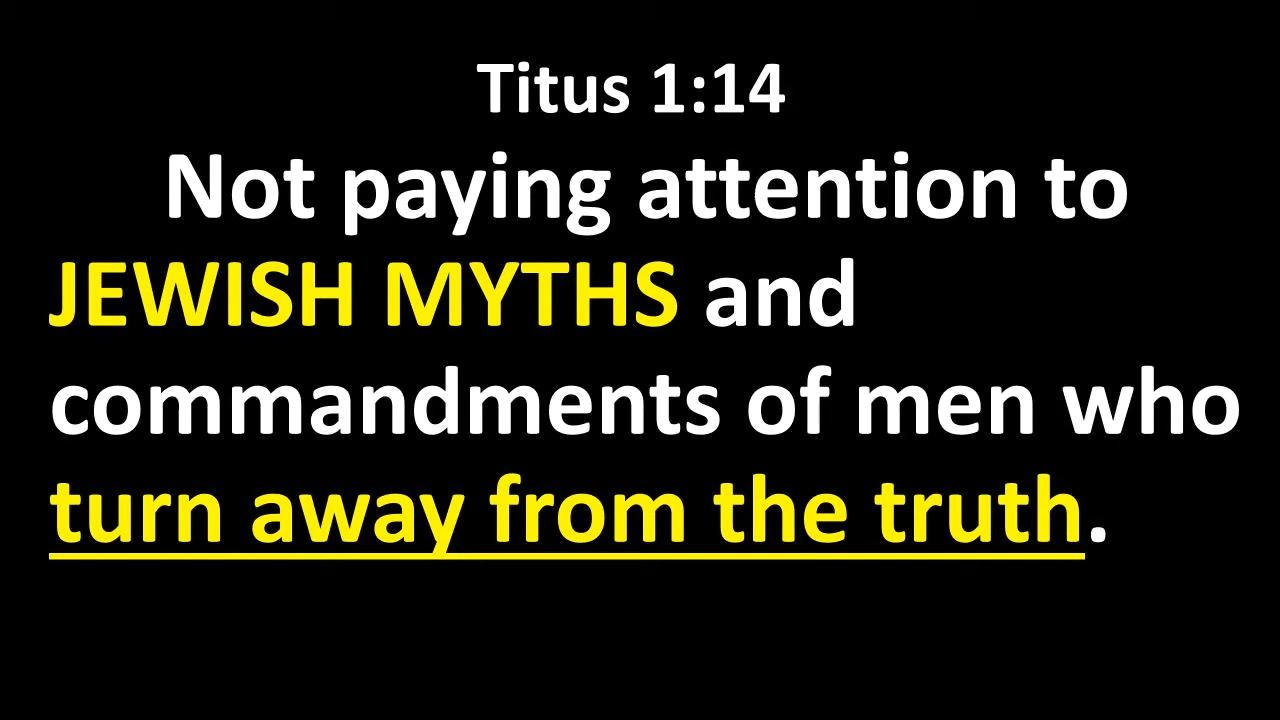 Titus 1:14
Not paying attention to
JEWISH MYTHS and
commandments of men who
turn away from the truth.